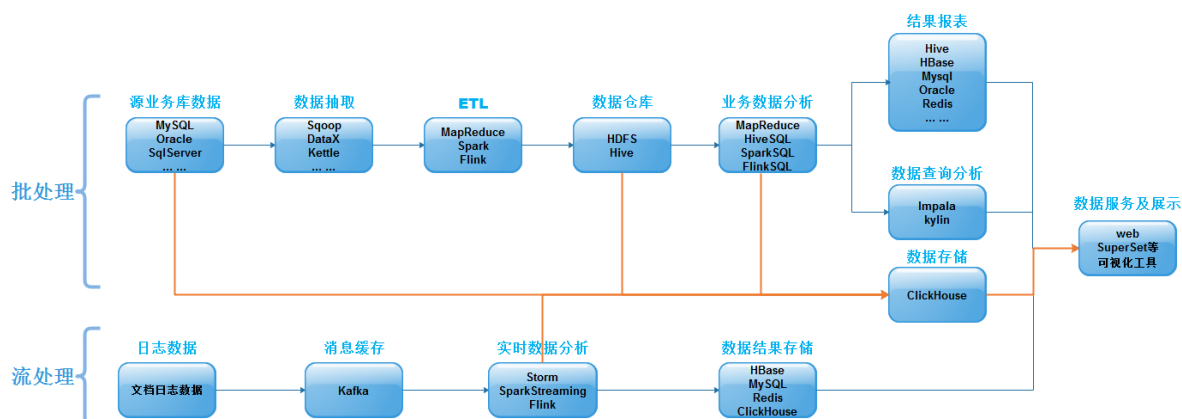 批处理
源业务库数据
MySQL
Oracle
SqlServer
... ...
数据抽取
Sqoop
DataX
Kettle
... ...
ETL
MapReduce
Spark
Flink
数据仓库
HDFS
Hive
业务数据分析
MapReduce
HiveSQL
SparkSQL
FlinkSQL
结果报表
Hive
HBase
Mysql
Oracle
Redis
... ...
数据查询分析
Impala
kylin
数据存储
ClickHouse
数据服务及展示
web
SuperSet等
可视化工具
流处理
日志数据
文档日志数据
消息缓存
Kafka
实时数据分析
Storm
SparkStreaming
Flink
数据结果存储
HBase
MySQL
Redis
ClickHouse